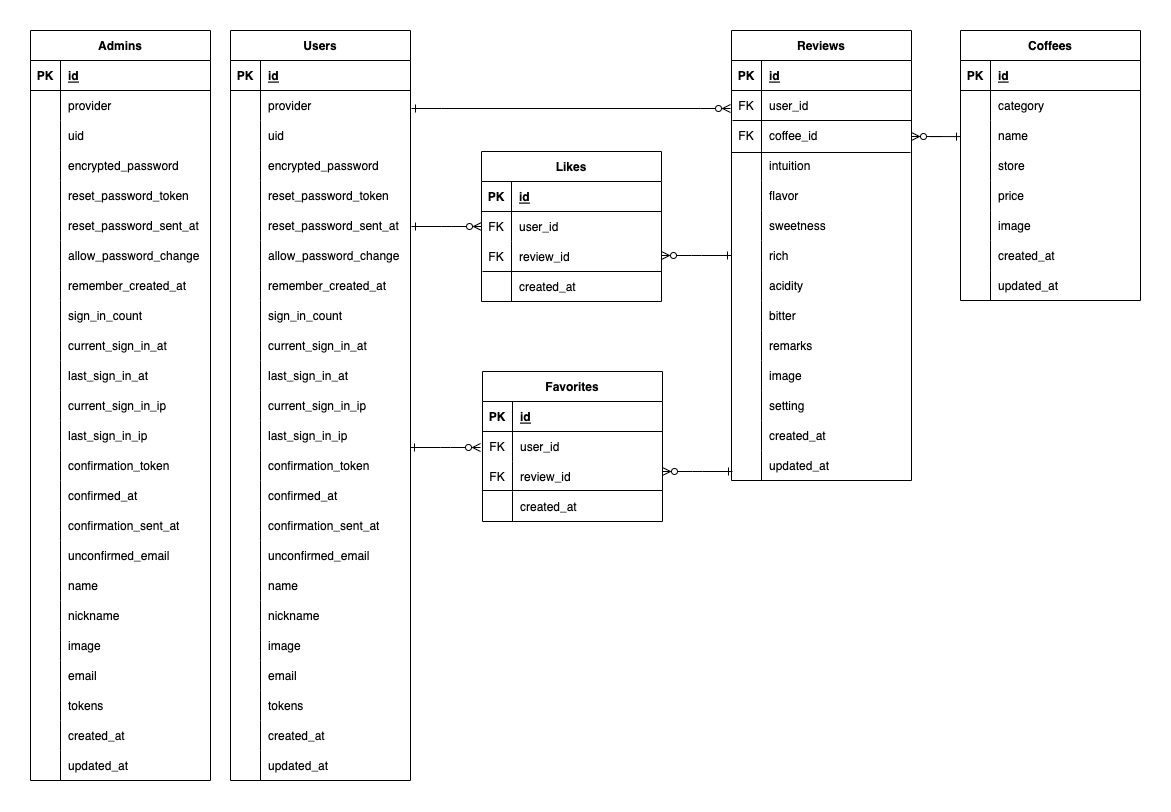 Admins
PK id
provider
uid
encrypted_password
reset_password_token
reset_password_sent_at
allow_password_change
remember_created_at
sign_in_count
current_sign_in_at
last_sign_in_at
current_sign_in_ip
last_sign_in_ip
confirmation_token
confirmed_at
confirmation_sent_at
unconfirmed_email
name
nickname
image
email
tokens
created_at
updated_at
Users
PK id
provider
uid
encrypted_password
reset_password_token
reset_password_sent_at
allow_password_change
remember_created_at
sign_in_count
current_sign_in_at
last_sign_in_at
current_sign_in_ip
last_sign_in_ip
confirmation_token
confirmed_at
confirmation_sent_at
unconfirmed_email
name
nickname
image
email
tokens
created_at
updated_at
Likes
PK id
FK user_id
FK review_id
created_at
Favorites
PK id
FK user_id
FK review_id
created_at
Reviews
PK id
FK user_id
FK coffee_id
intuition
flavor
sweetness
rich
acidity
bitter
remarks
image
setting
created_at
updated_at
Coffees
PK id
category
name
store
price
image
created_at
updated_at